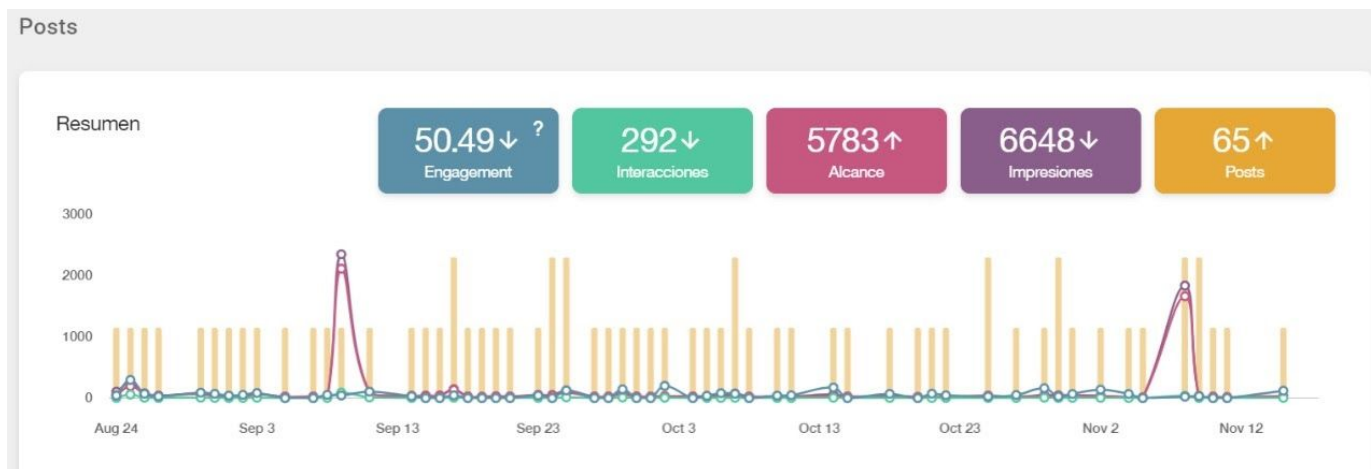 Posts
Resumen
50.49↓ ?
Engagement
292↓
Interacciones
5783↑
Alcance
6648↓
Impresiones
65↑
Posts
3000
2000
1000
0
Aug 24 Sep 3 Sep 13 Sep 23 Oct 3 Oct 13 Oct 23 Nov 2 Nov 12